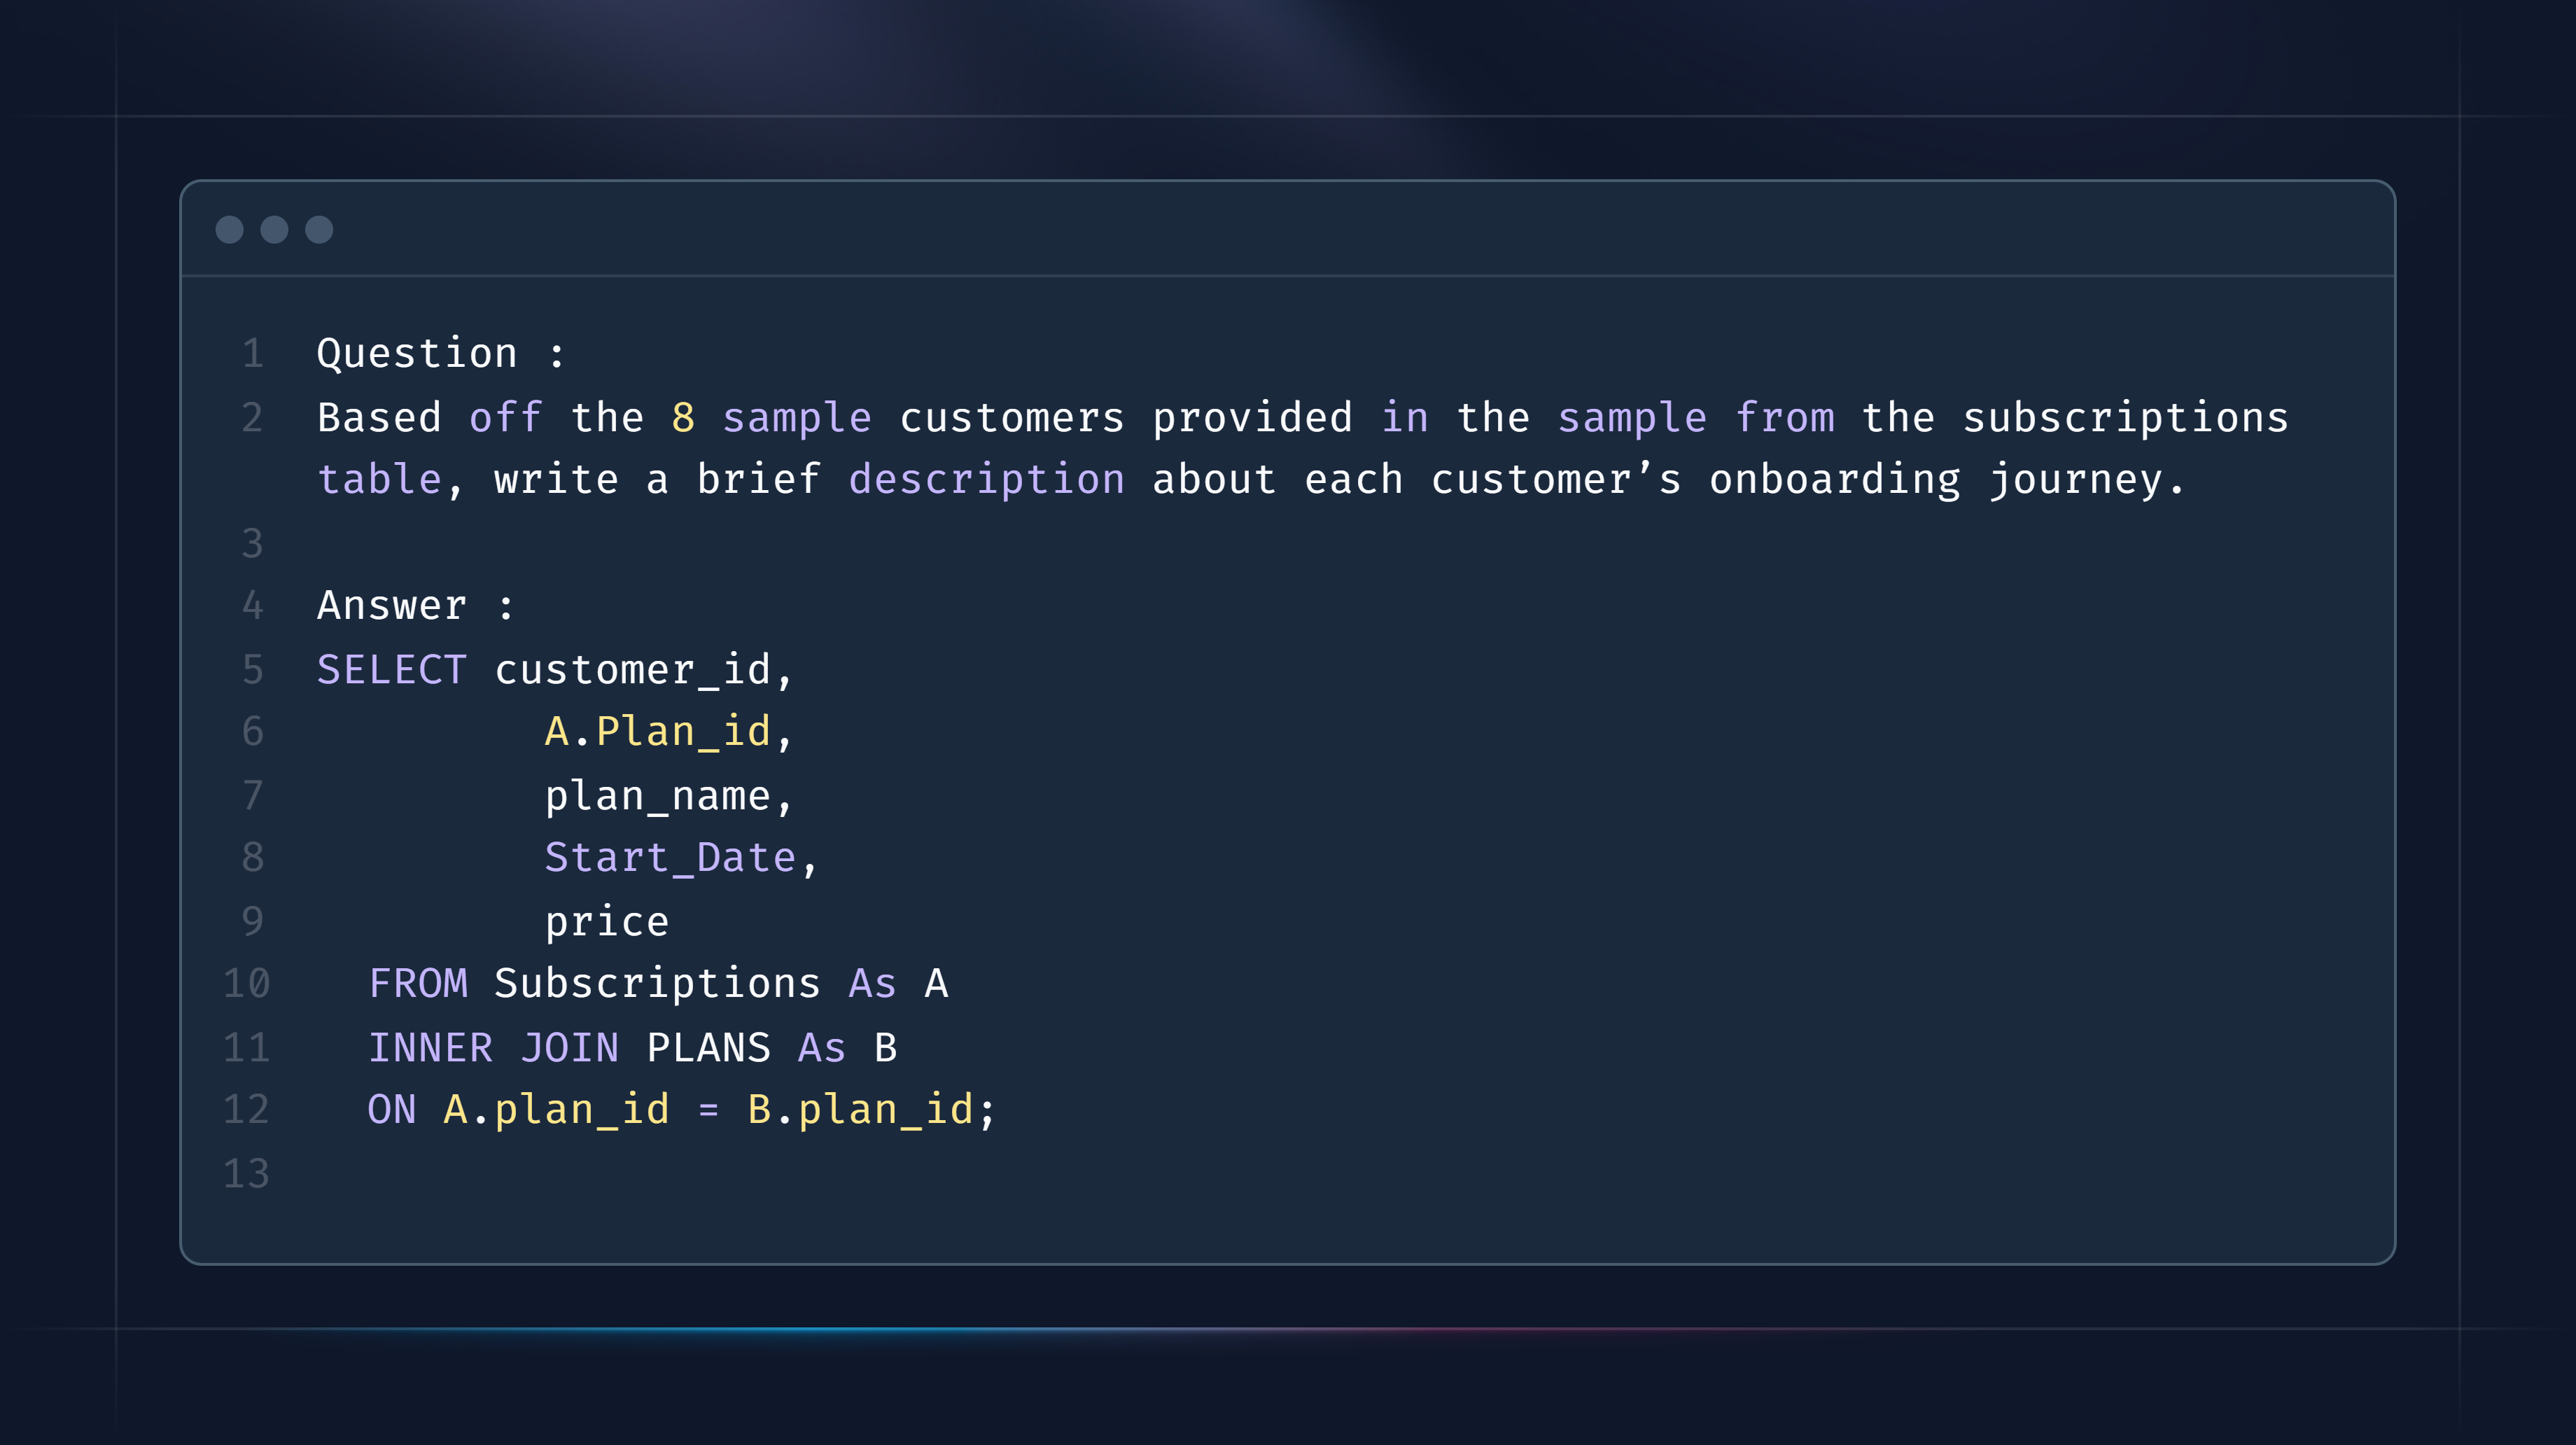 1 Question :
2 Based off the 8 sample customers provided in the sample from the subscriptions
table, write a brief description about each customer’s onboarding journey.
3
4 Answer :
5 SELECT customer_id,
6 A.Plan_id,
7 plan_name,
8 Start_Date,
9 price
10 FROM Subscriptions As A
11 INNER JOIN PLANS As B
12 ON A.plan_id = B.plan_id;
13